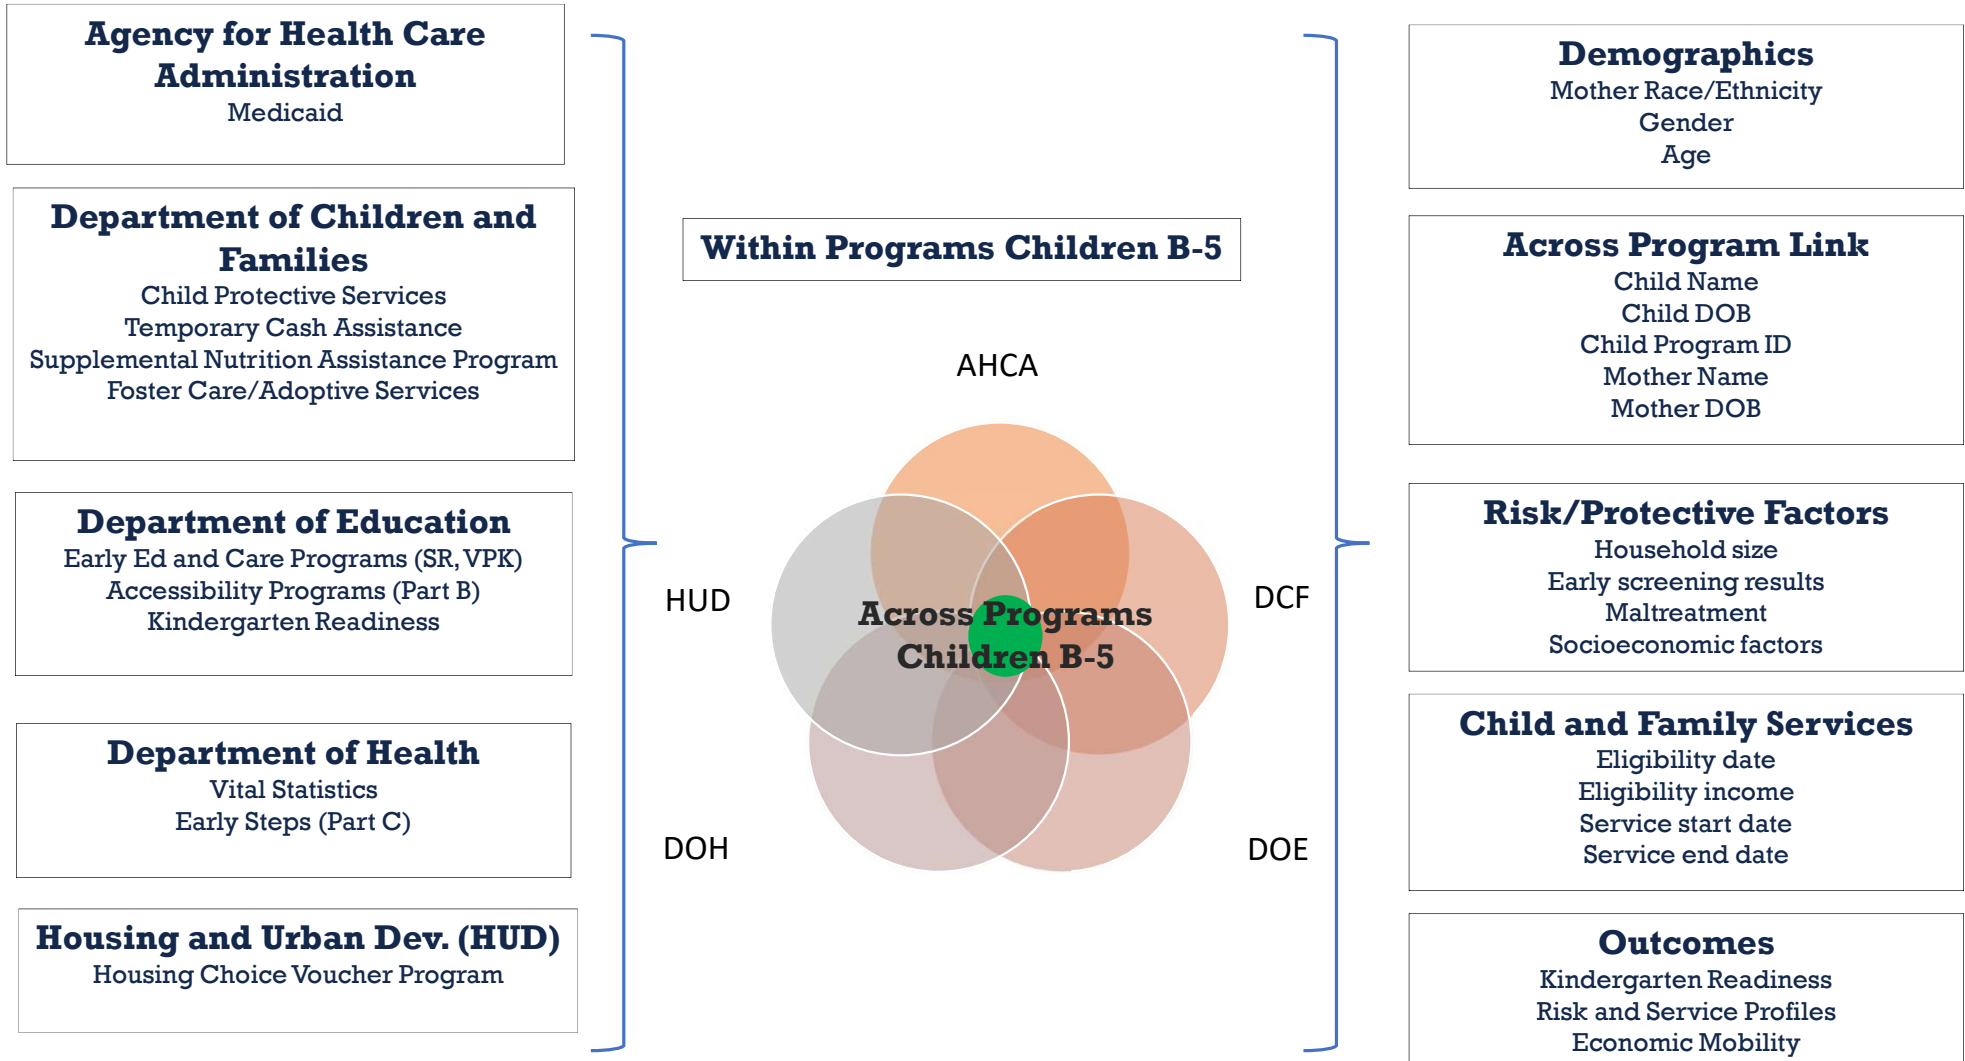 Agency for Health Care
Administration
Medicaid
Department of Children and
Families
Child Protective Services
Temporary Cash Assistance
Supplemental Nutrition Assistance Program
Foster Care/Adoptive Services
Department of Education
Early Ed and Care Programs (SR, VPK)
Accessibility Programs (Part B)
Kindergarten Readiness
Department of Health
Vital Statistics
Early Steps (Part C)
Housing and Urban Dev. (HUD)
Housing Choice Voucher Program
Within Programs Children B-5
AHCA
HUD
DCF
Across Programs
Children B-5
DOH
DOE
Demographics
Mother Race/Ethnicity
Gender
Age
Across Program Link
Child Name
Child DOB
Child Program ID
Mother Name
Mother DOB
Risk/Protective Factors
Household size
Early screening results
Maltreatment
Socioeconomic factors
Child and Family Services
Eligibility date
Eligibility income
Service start date
Service end date
Outcomes
Kindergarten Readiness
Risk and Service Profiles
Economic Mobility